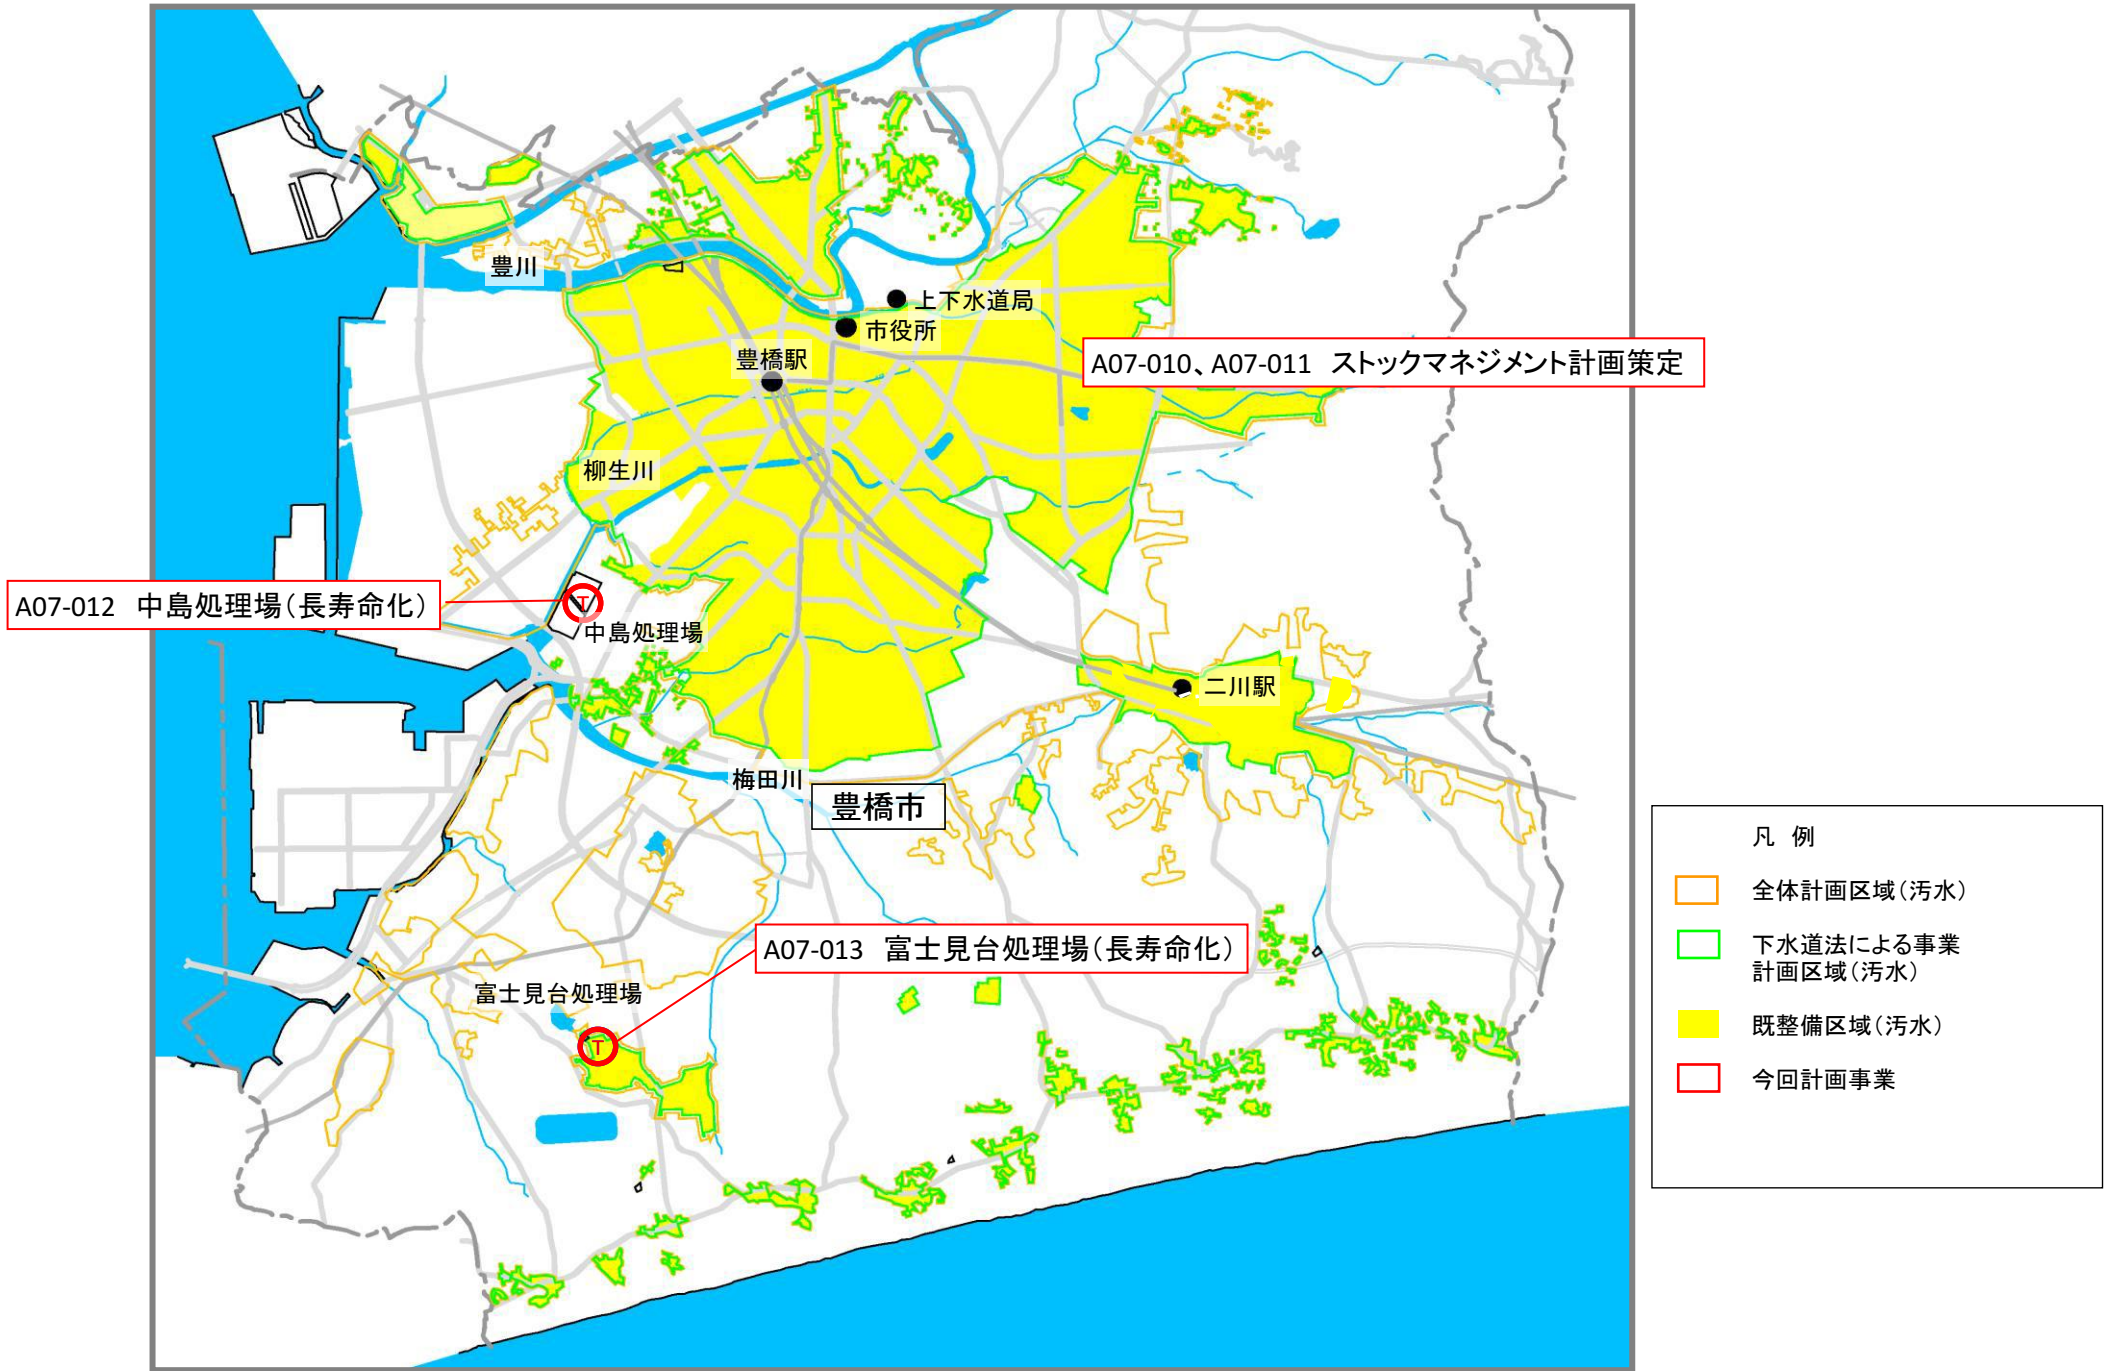 豊川
上下水道局
市役所
豊橋駅
A07-010、A07-011 ストックマネジメント計画策定
柳生川
A07-012 中島処理場(長寿命化)
T
中島処理場
二川駅
梅田川
豊橋市
A07-013 富士見台処理場(長寿命化)
富士見台処理場
T
凡 例
全体計画区域(汚水)
下水道法による事業
計画区域(汚水)
既整備区域(汚水)
今回計画事業